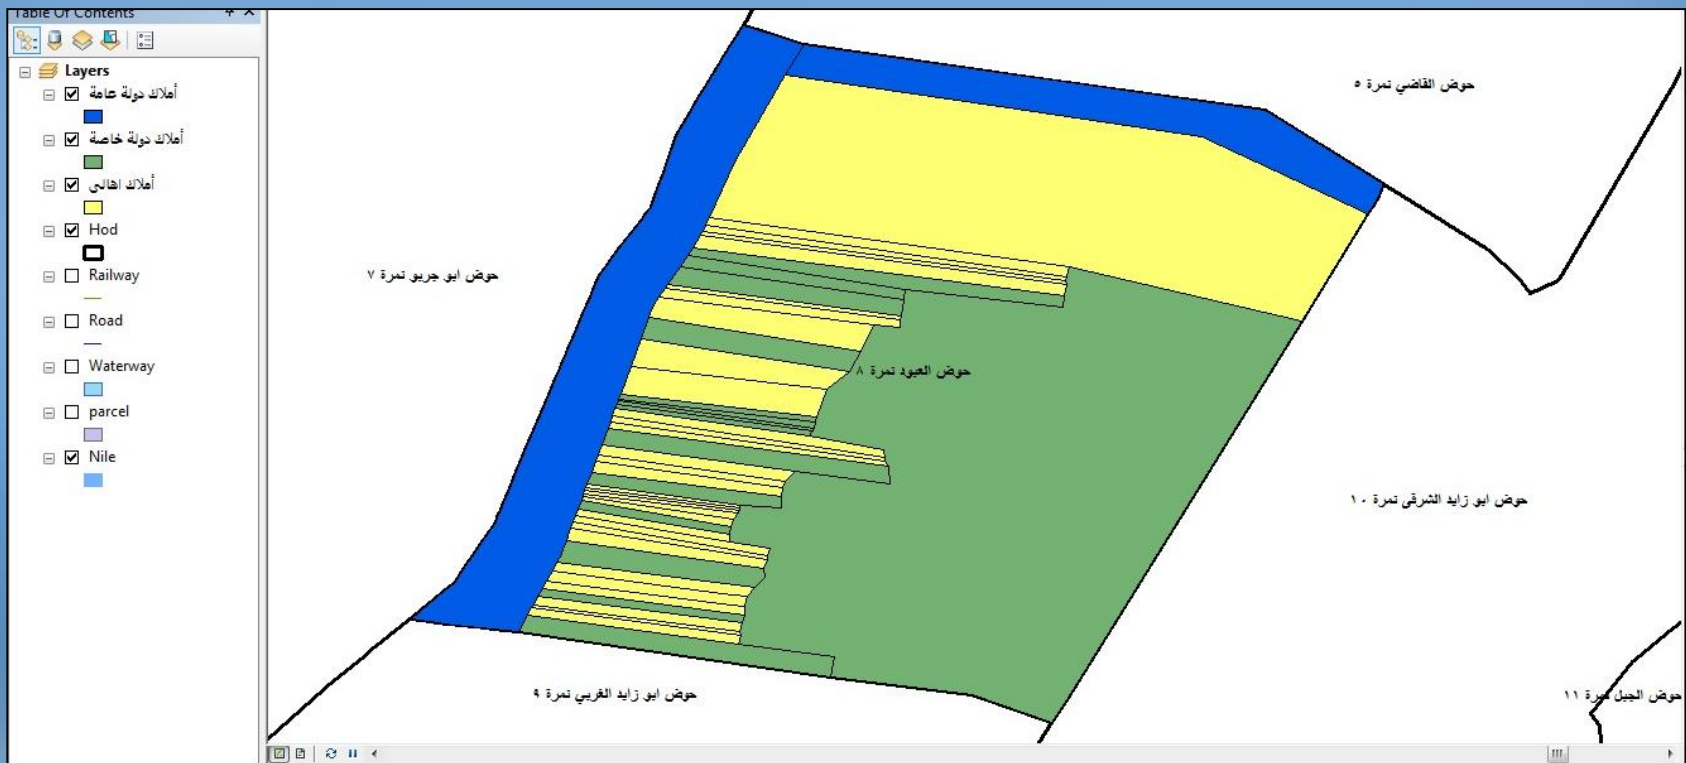 Table Of Contents
Layers
أملاك دولة عامة
أملاك دولة خاصة
أملاك اهالى
Hod
Railway
Road
Waterway
parcel
Nile
حوض القاضي نمرة ٥
حوض ابو جريو نمرة ٧
حوض العبود نمرة ٨
حوض ابو زايد الشرقى نمرة ١٠
حوض ابو زايد الغربي نمرة ٩
حوض الجبل نمرة ١١